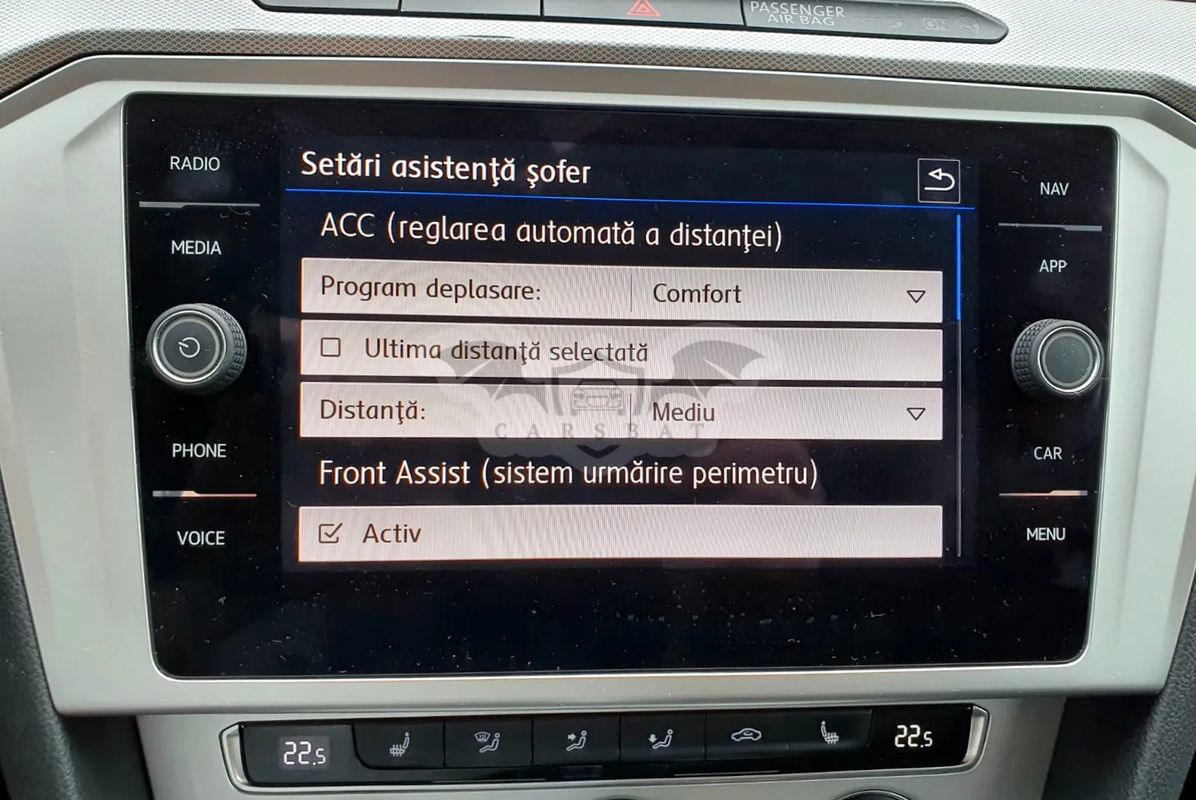 PASSENGER
AIR BAG
ON
RADIO
MEDIA
PHONE
VOICE
Setări asistenţă şofer
ACC (reglarea automată a distanţei)
Program deplasare: Comfort
Ultima distanţă selectată
Distanţă: Mediu
CARSBAT
Front Assist (sistem urmărire perimetru)
Activ
NAV
APP
CAR
MENU
22.5
22.5